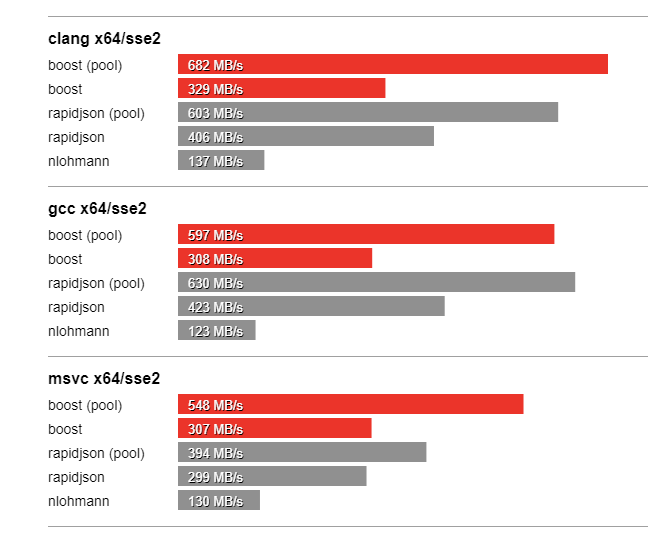 clang x64/sse2
boost (pool) 682 MB/s
boost 329 MB/s
rapidjson (pool) 603 MB/s
rapidjson 406 MB/s
nlohmann 137 MB/s
gcc x64/sse2
boost (pool) 597 MB/s
boost 308 MB/s
rapidjson (pool) 630 MB/s
rapidjson 423 MB/s
nlohmann 123 MB/s
msvc x64/sse2
boost (pool) 548 MB/s
boost 307 MB/s
rapidjson (pool) 394 MB/s
rapidjson 299 MB/s
nlohmann 130 MB/s